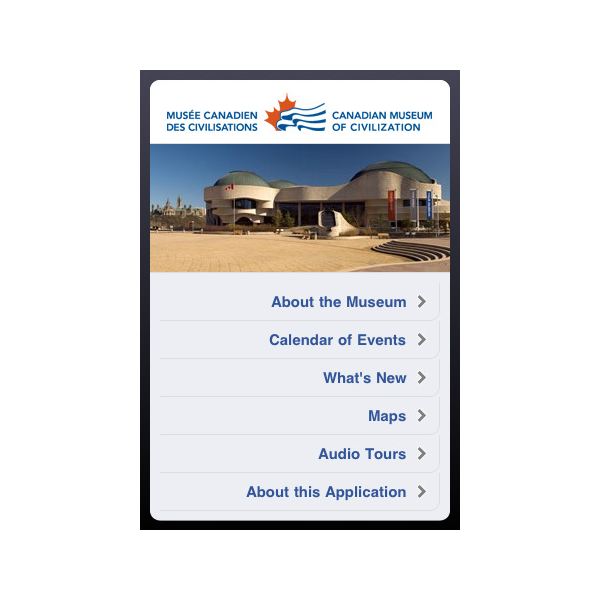 MUSÉE CANADIEN
DES CIVILISATIONS
CANADIAN MUSEUM
OF CIVILIZATION
About the Museum
Calendar of Events
What's New
Maps
Audio Tours
About this Application